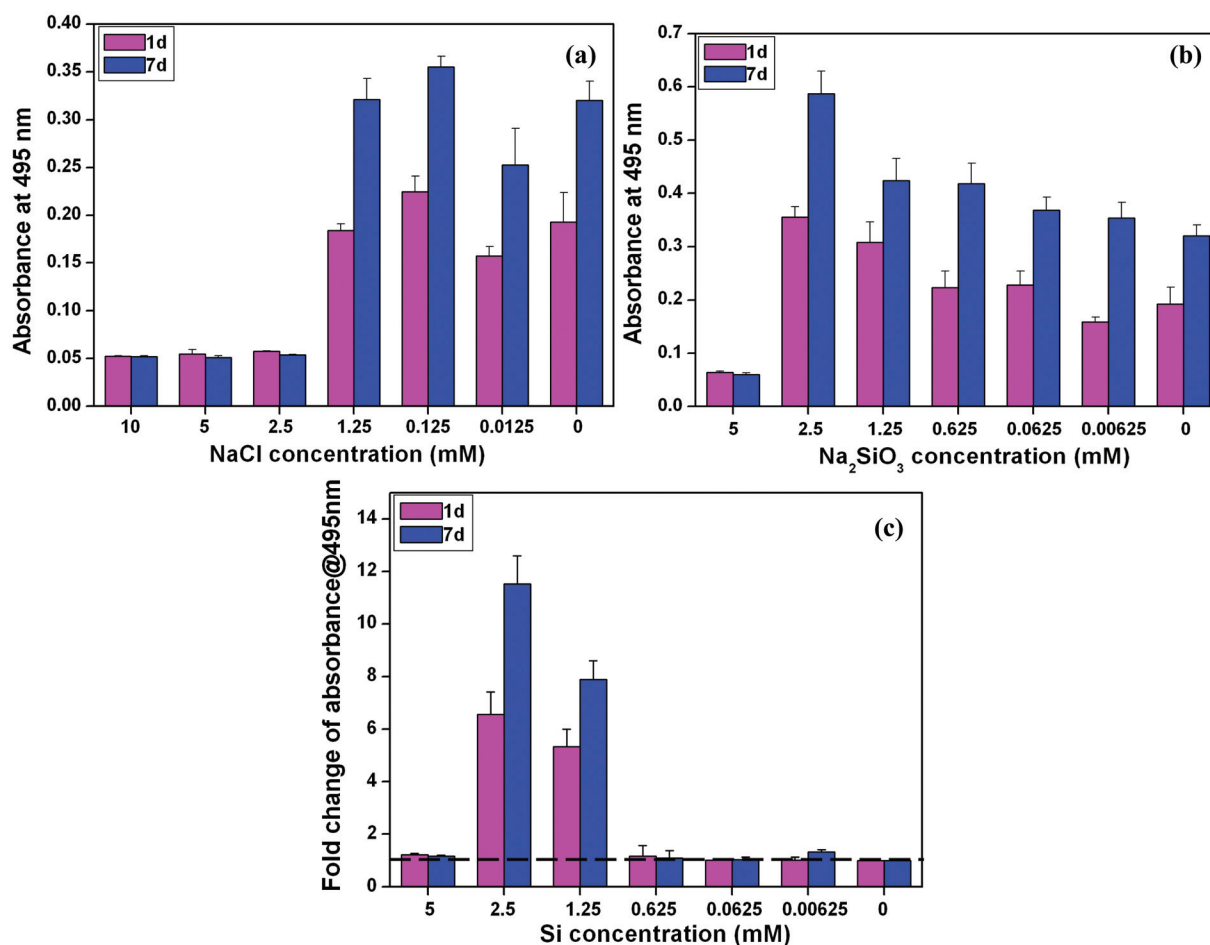 1d
7d
(a)
Absorbance at 495 nm
0.40
0.35
0.30
0.25
0.20
0.15
0.10
0.05
0.00
10 5 2.5 1.25 0.125 0.0125 0
NaCl concentration (mM)
1d
7d
(b)
Absorbance at 495 nm
0.7
0.6
0.5
0.4
0.3
0.2
0.1
0.0
5 2.5 1.25 0.625 0.0625 0.00625 0
Na₂SiO₃ concentration (mM)
1d
7d
(c)
Fold change of absorbance@495nm
14
12
10
8
6
4
2
0
5 2.5 1.25 0.625 0.0625 0.00625 0
Si concentration (mM)